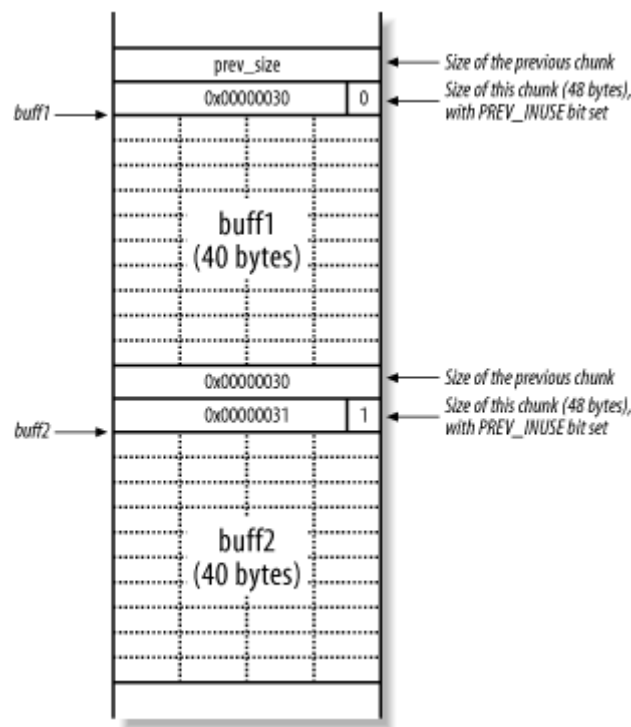 prev_size
Size of the previous chunk
0x00000030
0
Size of this chunk (48 bytes),
with PREV_INUSE bit set
buff1
buff1
(40 bytes)
0x00000030
Size of the previous chunk
0x00000031
1
Size of this chunk (48 bytes),
with PREV_INUSE bit set
buff2
buff2
(40 bytes)